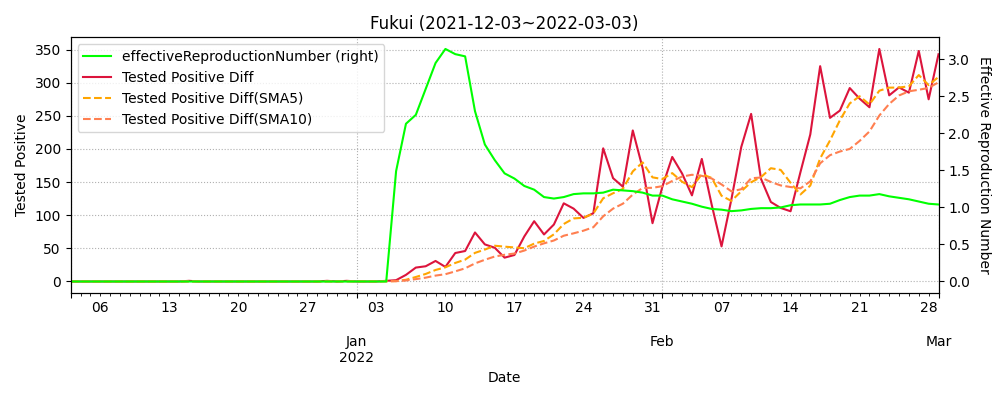 Fukui (2021-12-03~2022-03-03)
effectiveReproductionNumber (right)
Tested Positive Diff
Tested Positive Diff(SMA5)
Tested Positive Diff(SMA10)
Tested Positive
350
300
250
200
150
100
50
0
3.0
2.5
2.0
1.5
1.0
0.5
0.0
Effective Reproduction Number
06 13 20 27 03 10 17 24 31 07 14 21 28
Jan Feb Mar
2022
Date